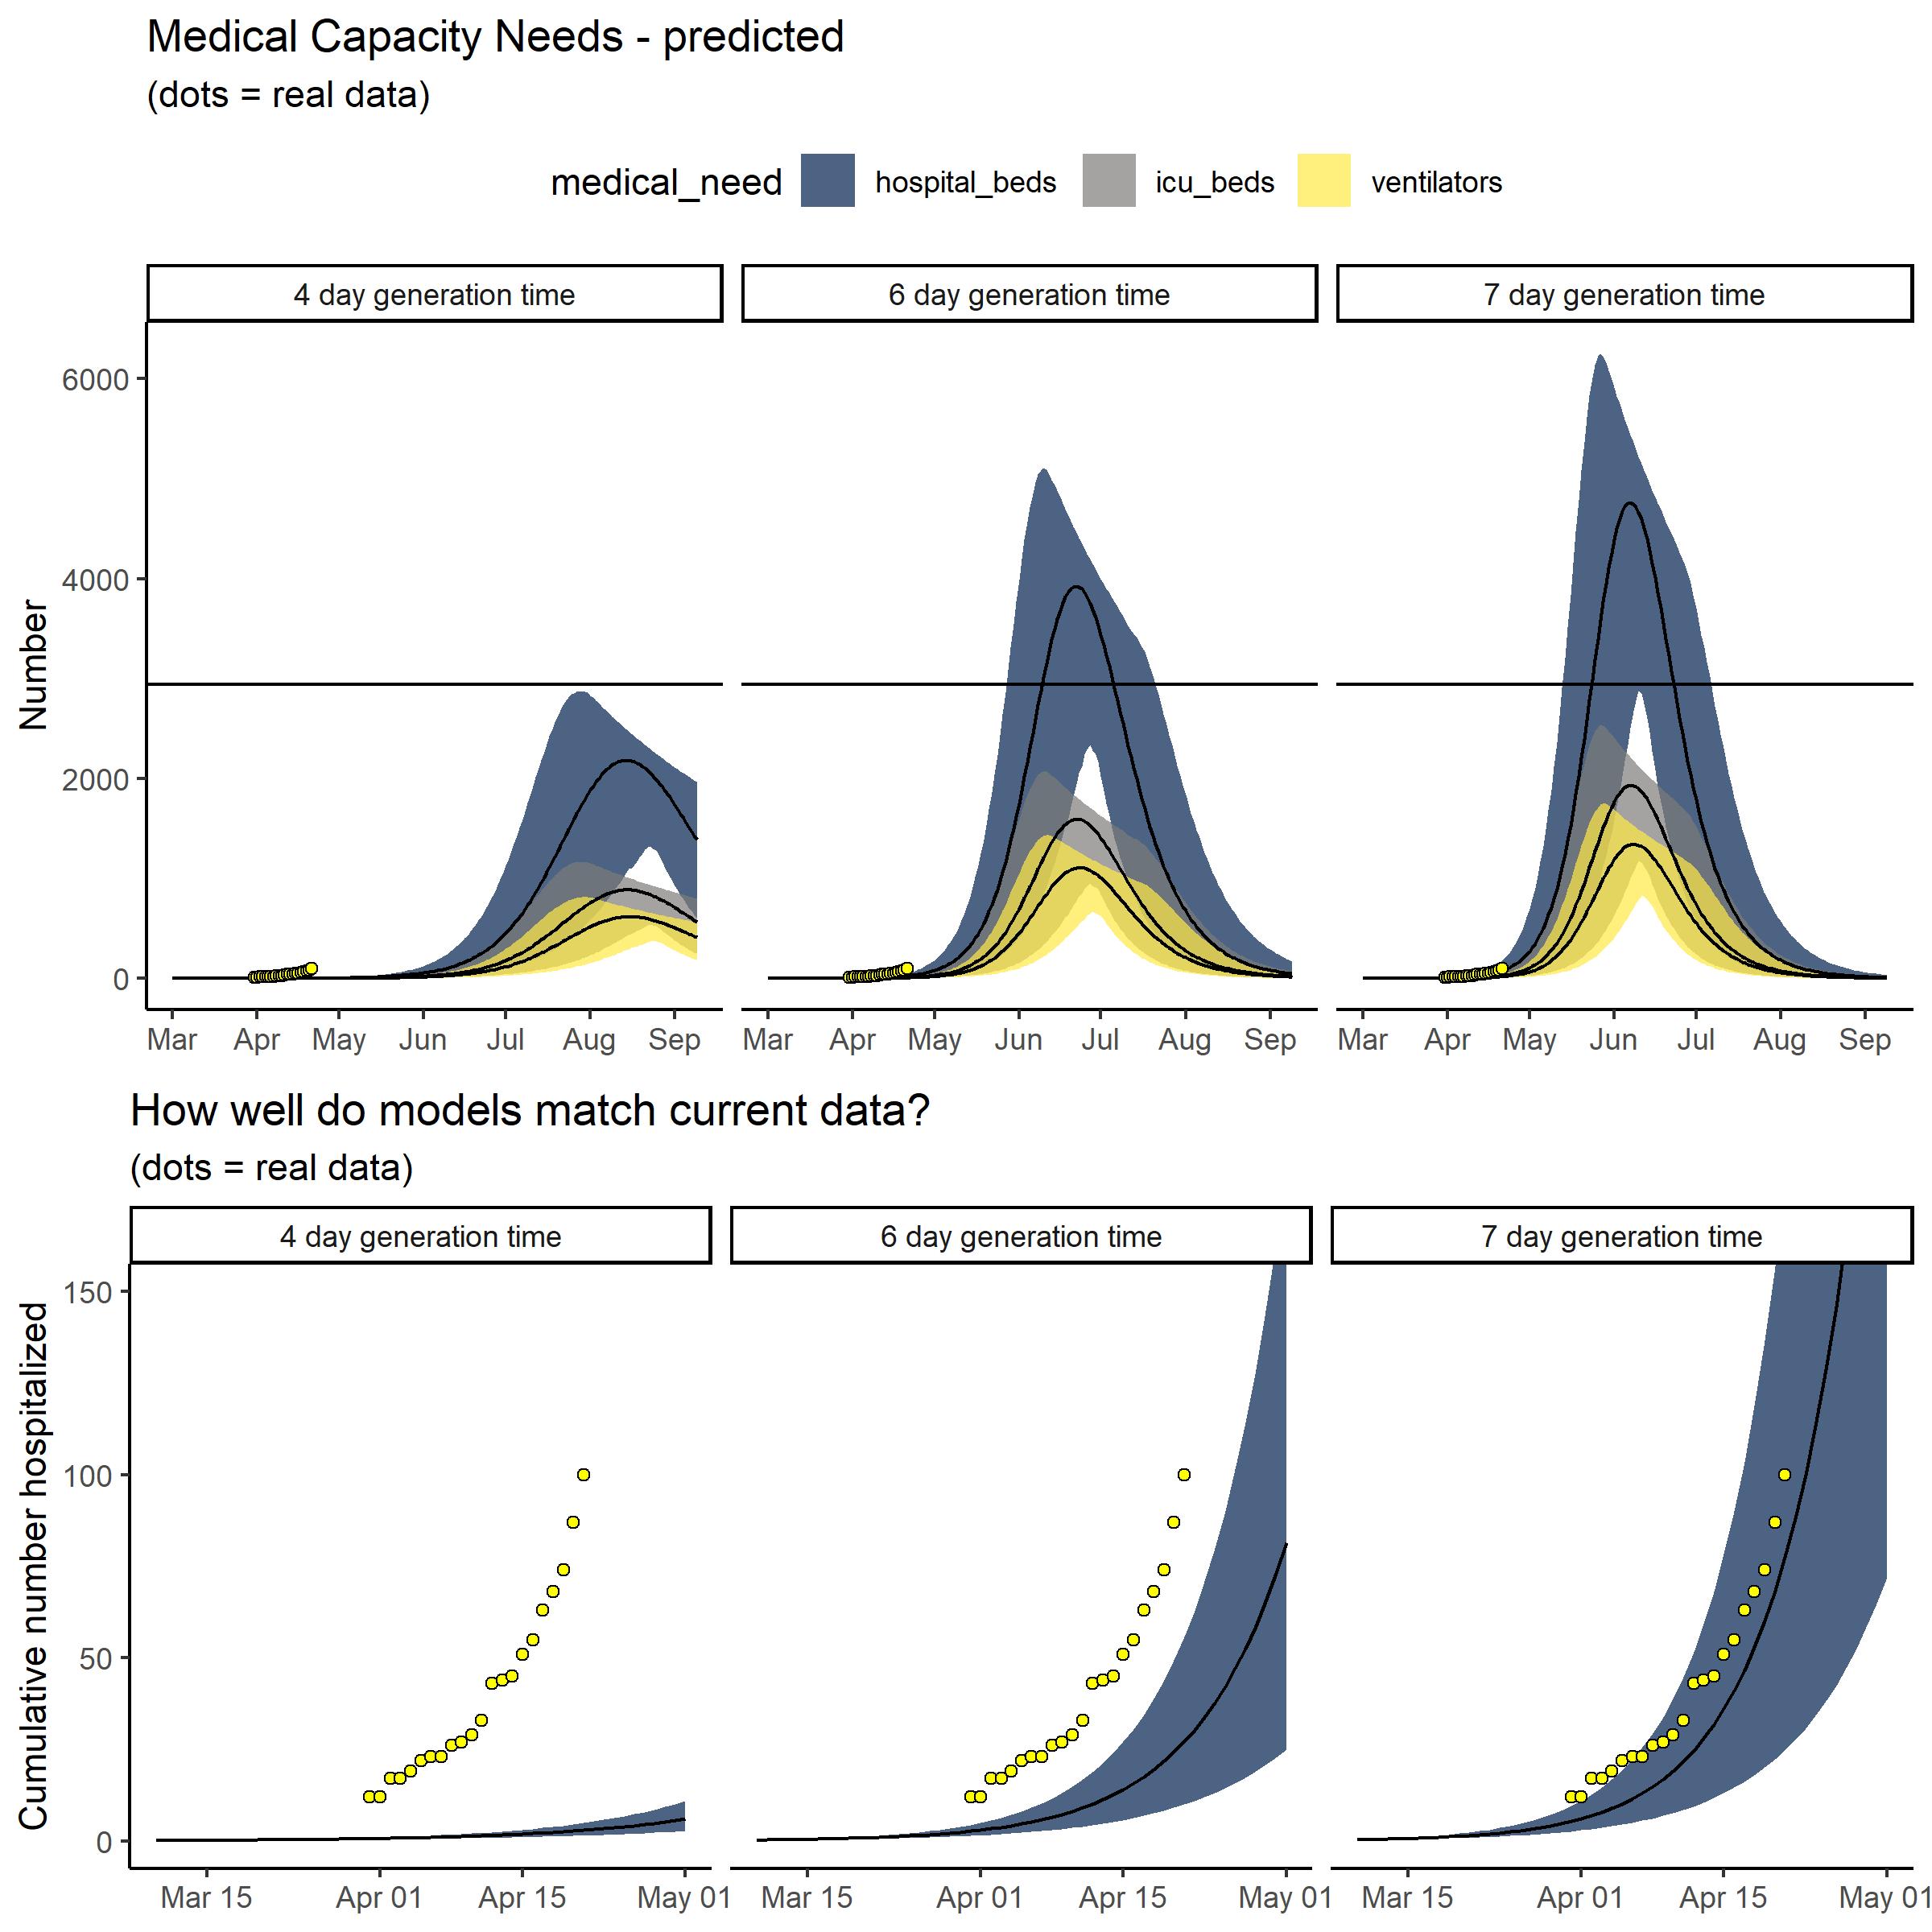 Medical Capacity Needs - predicted
(dots = real data)
medical_need hospital_beds icu_beds ventilators
4 day generation time 6 day generation time 7 day generation time
6000
4000
2000
0
Number
Mar Apr May Jun Jul Aug Sep Mar Apr May Jun Jul Aug Sep Mar Apr May Jun Jul Aug Sep
How well do models match current data?
(dots = real data)
4 day generation time 6 day generation time 7 day generation time
150
100
50
0
Cumulative number hospitalized
Mar 15 Apr 01 Apr 15 May 01 Mar 15 Apr 01 Apr 15 May 01 Mar 15 Apr 01 Apr 15 May 01